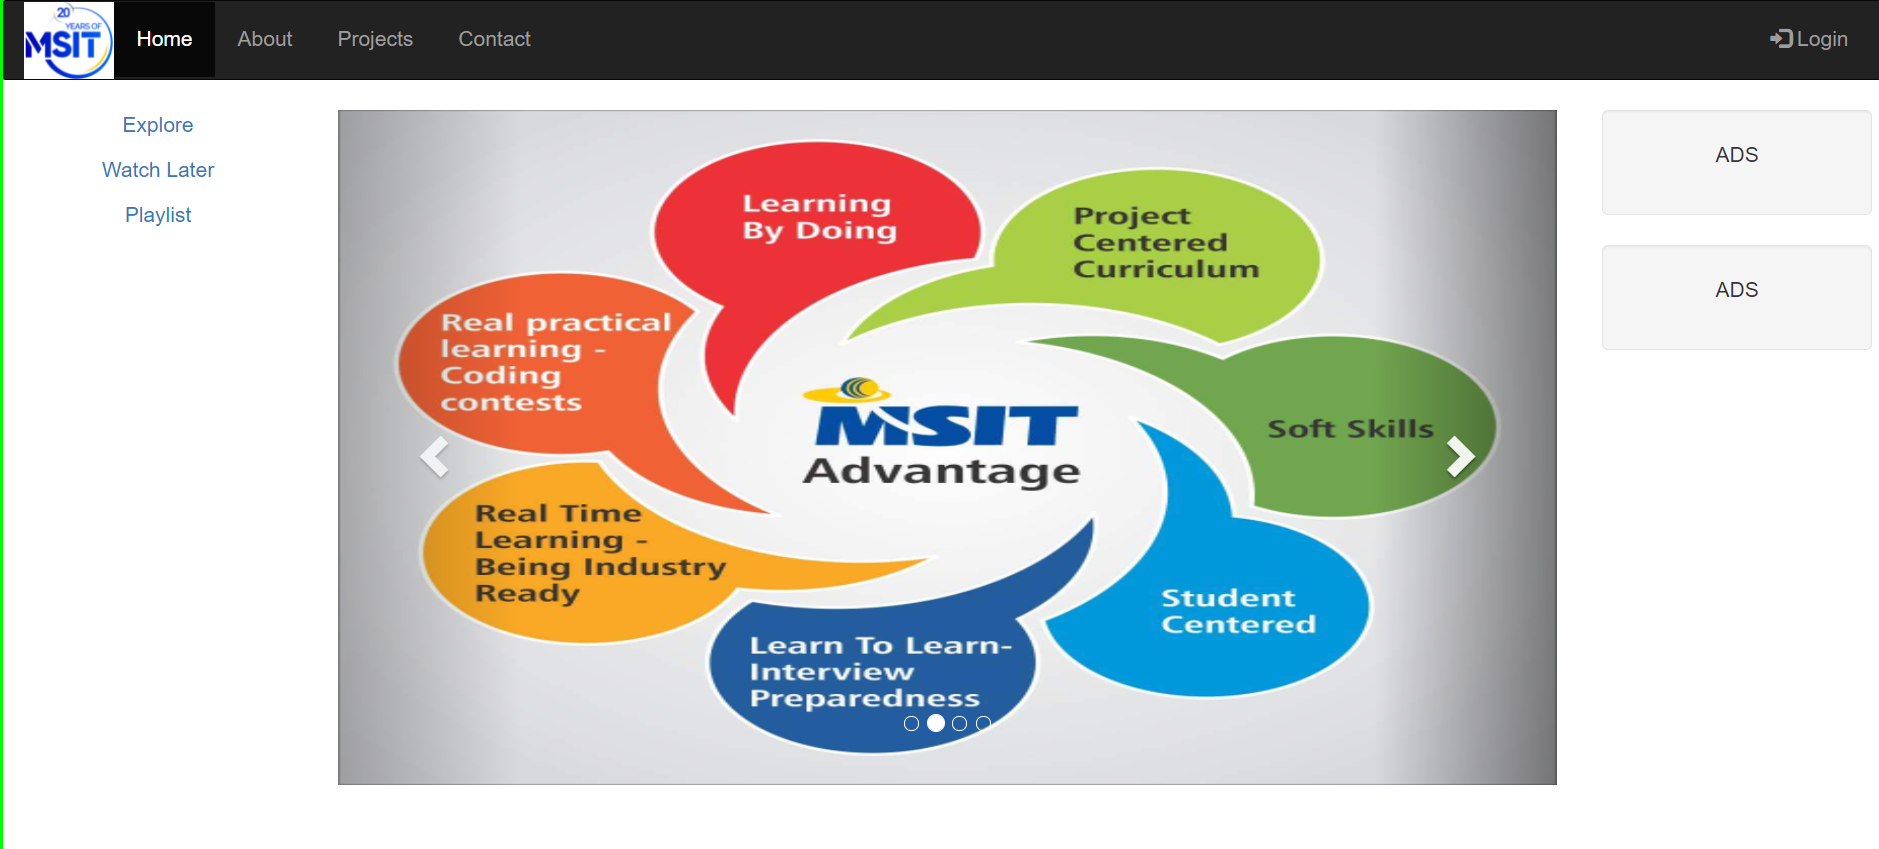 20
YEARS OF
MSIT
Home
About
Projects
Contact
Login
Explore
Watch Later
Playlist
Learning
By Doing
Project
Centered
Curriculum
Real practical
learning -
Coding
contests
Soft Skills
MSIT
Advantage
Real Time
Learning -
Being Industry
Ready
Student
Centered
Learn To Learn-
Interview
Preparedness
ADS
ADS